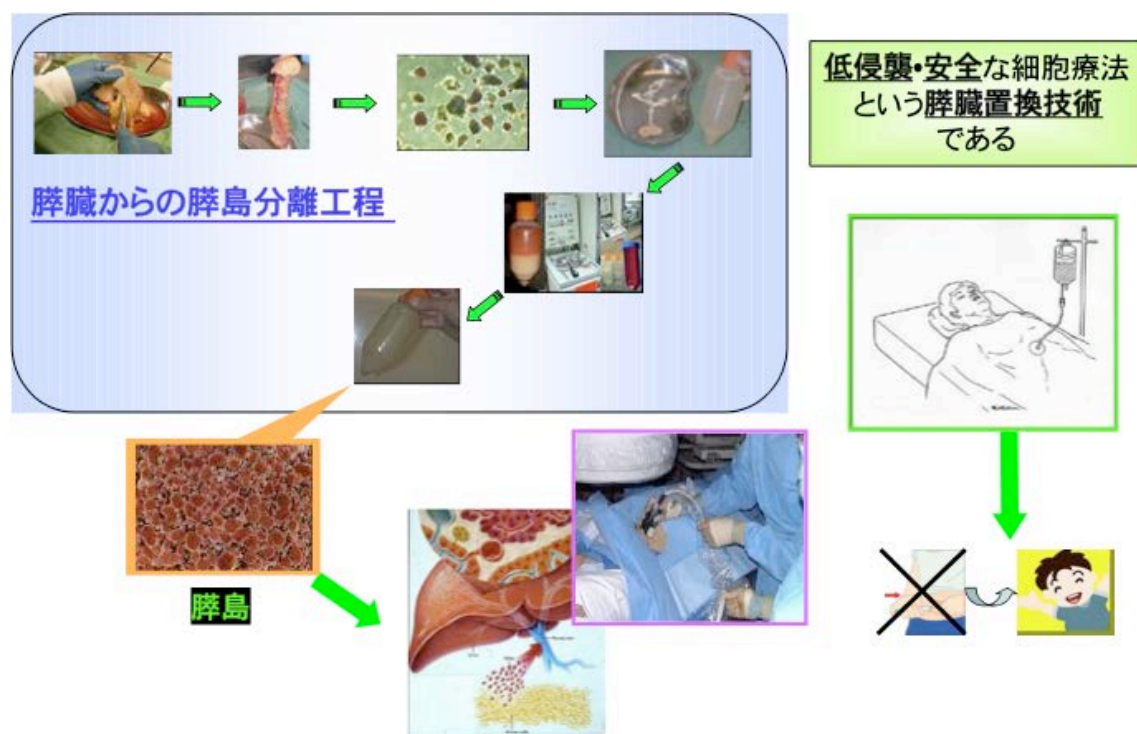 低侵襲・安全な細胞療法
という膵臓置換技術
である
膵臓からの膵島分離工程
膵島